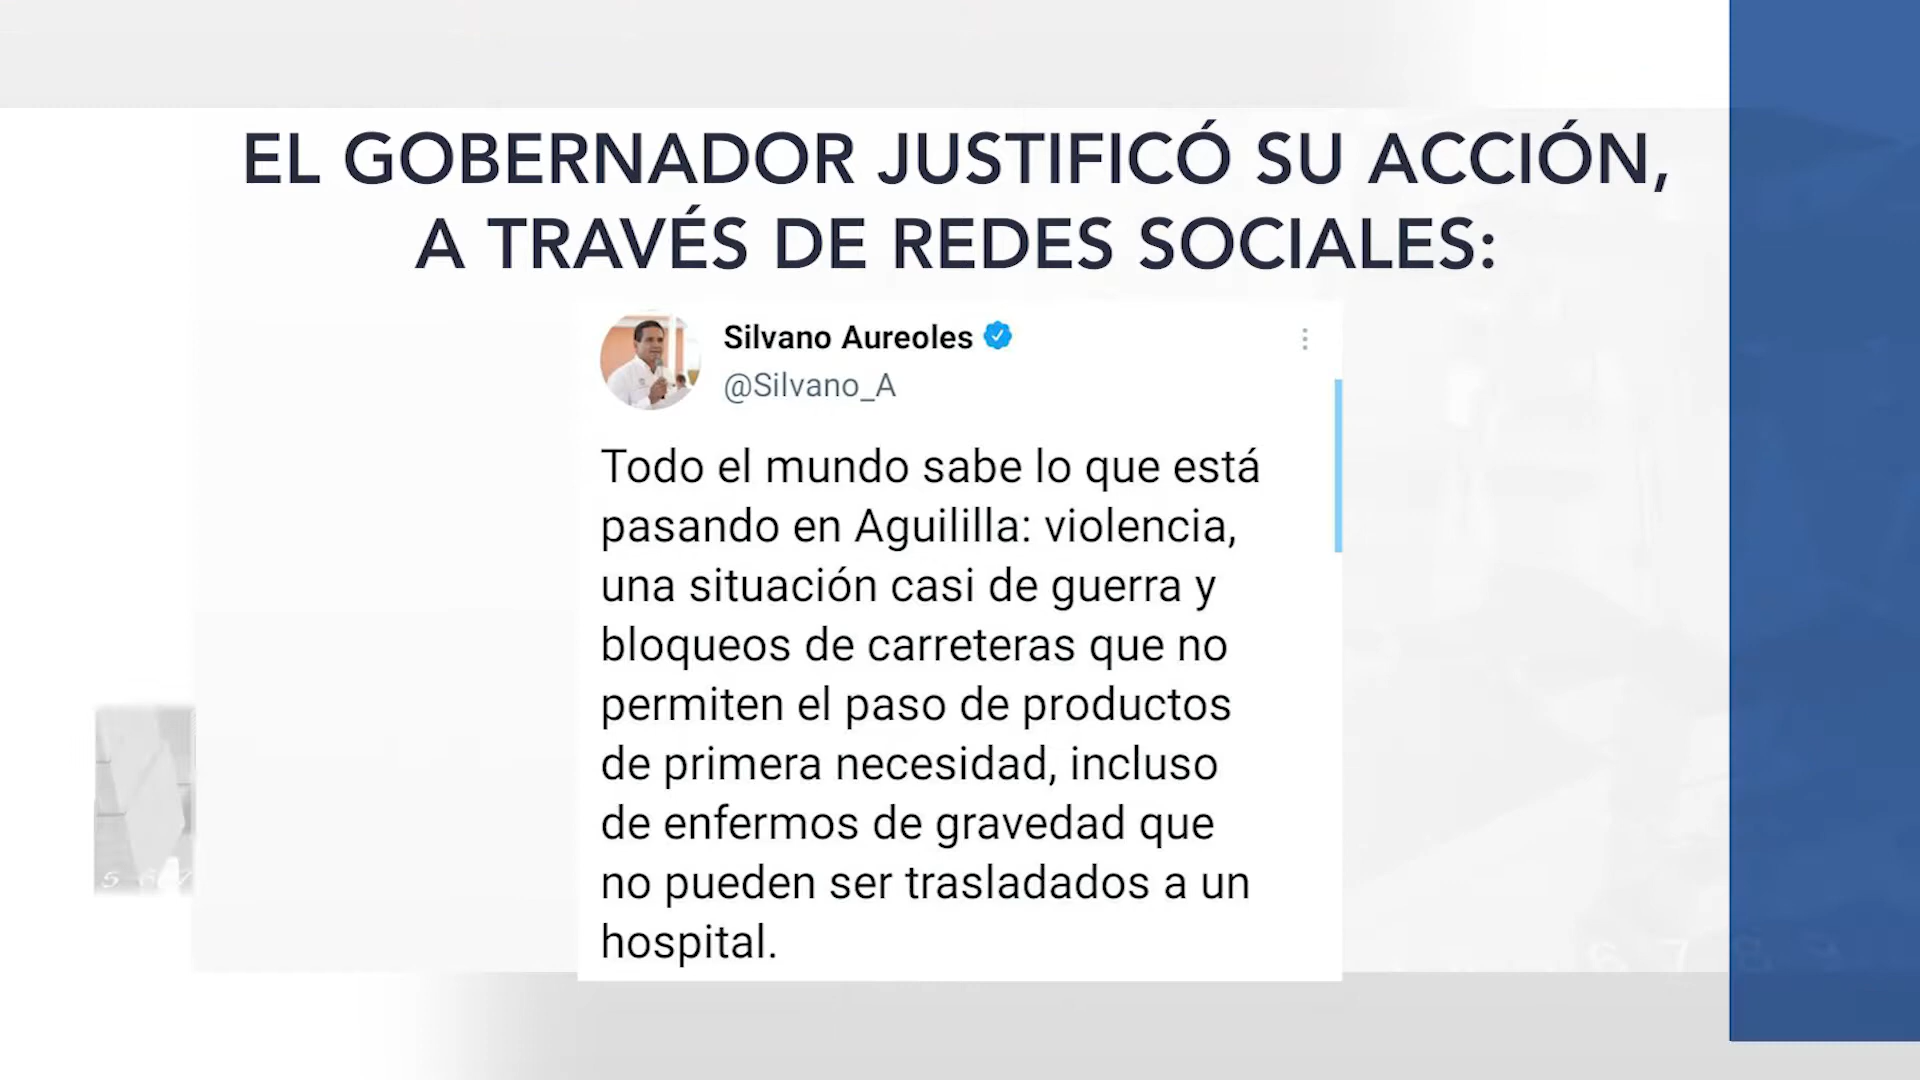 EL GOBERNADOR JUSTIFICÓ SU ACCIÓN,
A TRAVÉS DE REDES SOCIALES:
Silvano Aureoles
@Silvano_A
Todo el mundo sabe lo que está
pasando en Aguililla: violencia,
una situación casi de guerra y
bloqueos de carreteras que no
permiten el paso de productos
de primera necesidad, incluso
de enfermos de gravedad que
no pueden ser trasladados a un
hospital.